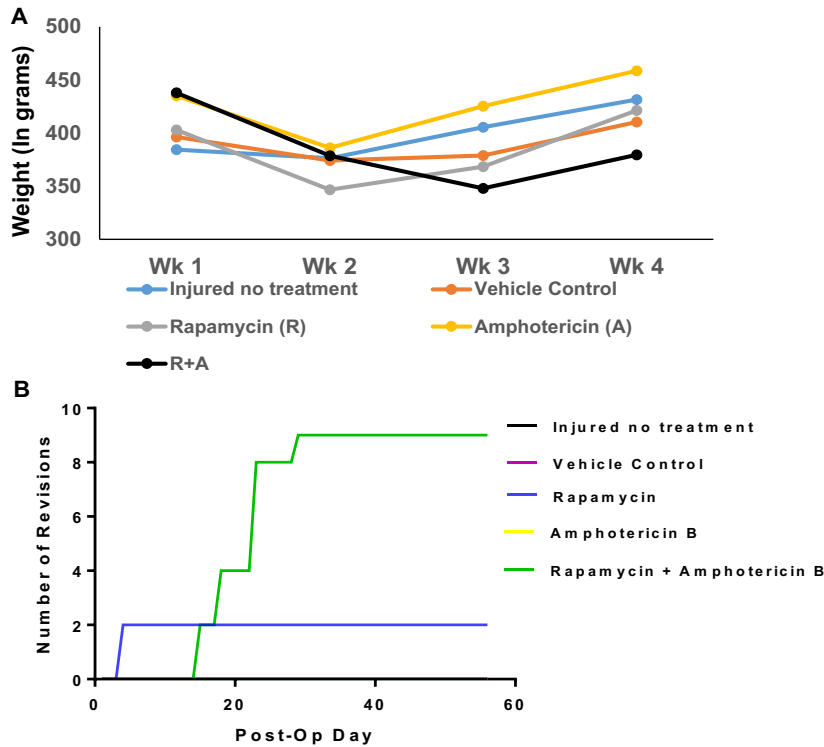 A
Weight (In grams)
500
450
400
350
300
Wk 1 Wk 2 Wk 3 Wk 4
Injured no treatment Vehicle Control
Rapamycin (R) Amphotericin (A)
R+A
B
Number of Revisions
10
8
6
4
2
0
0 20 40 60
Post-Op Day
Injured no treatment
Vehicle Control
Rapamycin
Amphotericin B
Rapamycin + Amphotericin B